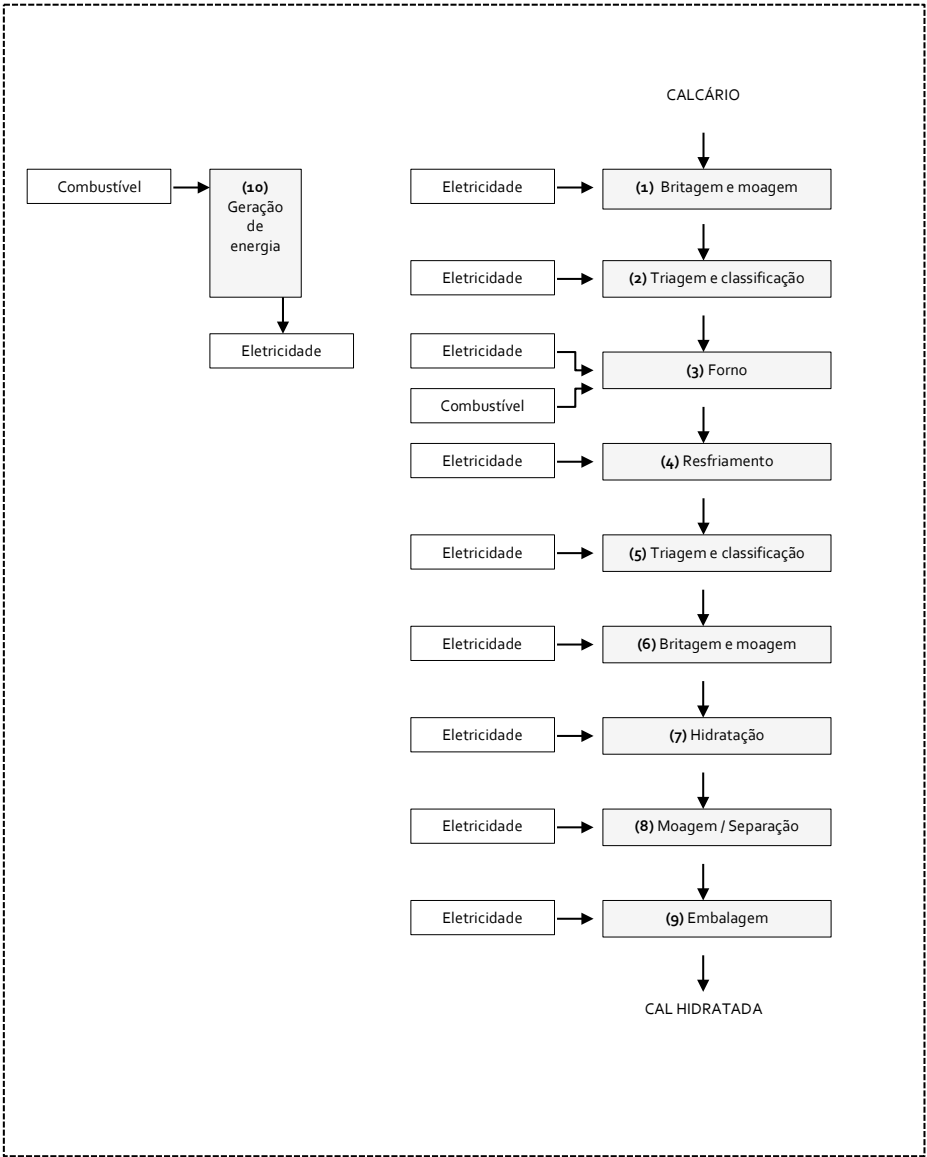 CALCÁRIO
Combustível
(10)
Geração
de
energia
Eletricidade
Eletricidade
(1) Britagem e moagem
Eletricidade
(2) Triagem e classificação
Eletricidade
Combustível
(3) Forno
Eletricidade
(4) Resfriamento
Eletricidade
(5) Triagem e classificação
Eletricidade
(6) Britagem e moagem
Eletricidade
(7) Hidratação
Eletricidade
(8) Moagem / Separação
Eletricidade
(9) Embalagem
CAL HIDRATADA